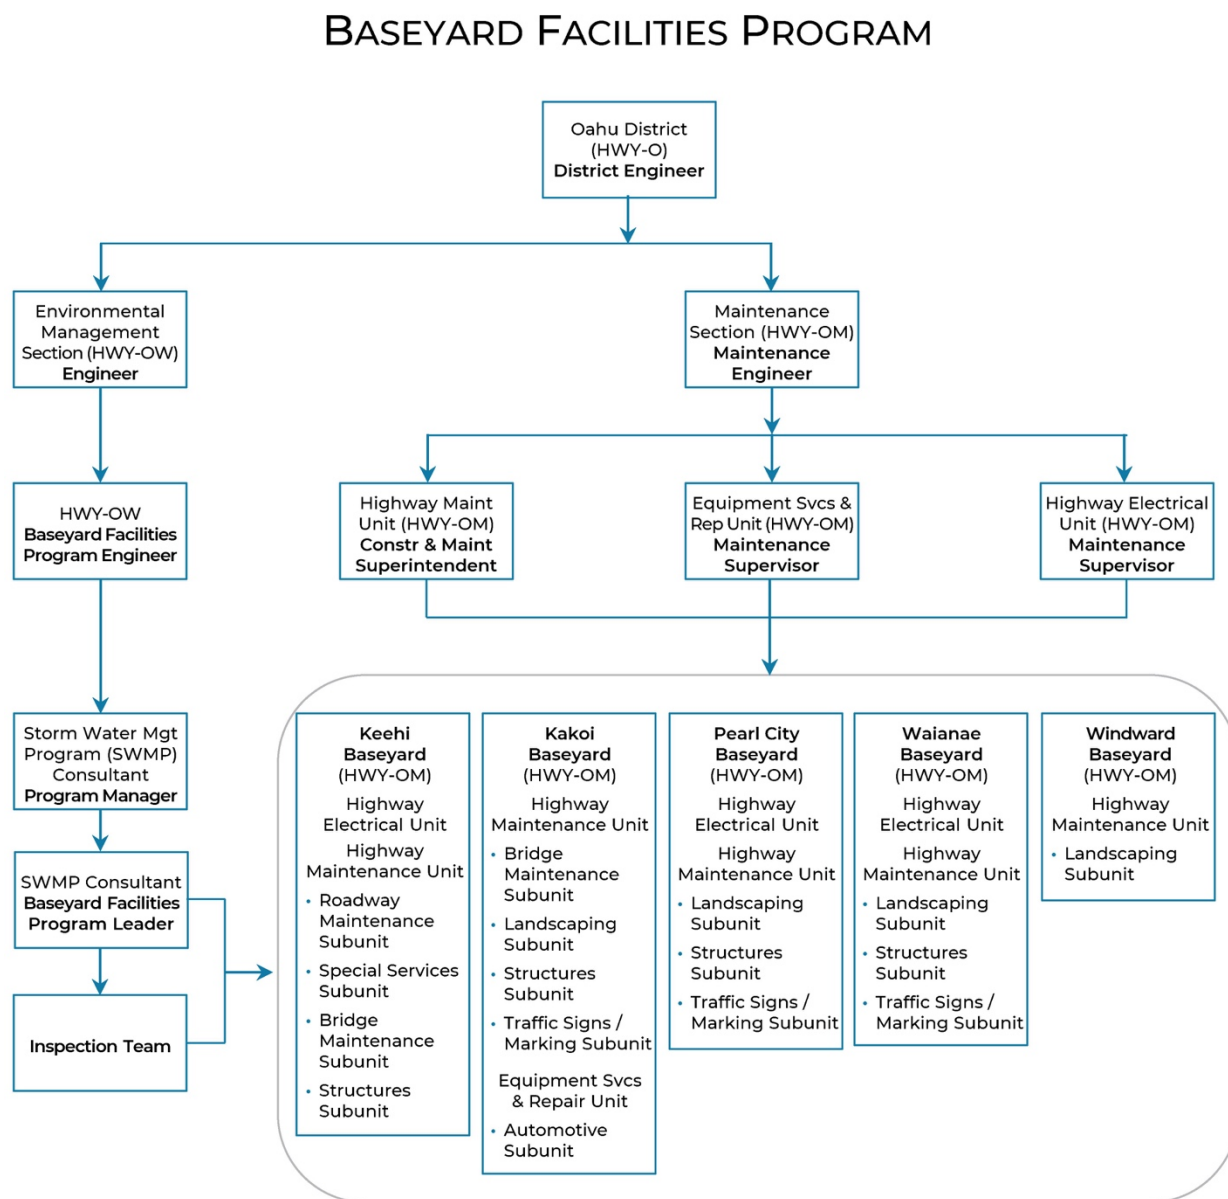 BASEYARD FACILITIES PROGRAM
Oahu District
(HWY-O)
District Engineer
Environmental
Management
Section (HWY-OW)
Engineer
Maintenance
Section (HWY-OM)
Maintenance
Engineer
HWY-OW
Baseyard Facilities
Program Engineer
Highway Maint
Unit (HWY-OM)
Constr & Maint
Superintendent
Equipment Svcs &
Rep Unit (HWY-OM)
Maintenance
Supervisor
Highway Electrical
Unit (HWY-OM)
Maintenance
Supervisor
Storm Water Mgt
Program (SWMP)
Consultant
Program Manager
SWMP Consultant
Baseyard Facilities
Program Leader
Inspection Team
Keehi
Baseyard
(HWY-OM)
Highway
Electrical Unit
Highway
Maintenance Unit
• Roadway
Maintenance
Subunit
• Special Services
Subunit
• Bridge
Maintenance
Subunit
• Structures
Subunit
Kakoi
Baseyard
(HWY-OM)
Highway
Maintenance Unit
• Bridge
Maintenance
Subunit
• Landscaping
Subunit
• Structures
Subunit
• Traffic Signs /
Marking Subunit
Equipment Svcs
& Repair Unit
• Automotive
Subunit
Pearl City
Baseyard
(HWY-OM)
Highway
Electrical Unit
Highway
Maintenance Unit
• Landscaping
Subunit
• Structures
Subunit
• Traffic Signs /
Marking Subunit
Waianae
Baseyard
(HWY-OM)
Highway
Electrical Unit
Highway
Maintenance Unit
• Landscaping
Subunit
• Structures
Subunit
• Traffic Signs /
Marking Subunit
Windward
Baseyard
(HWY-OM)
Highway
Maintenance Unit
• Landscaping
Subunit